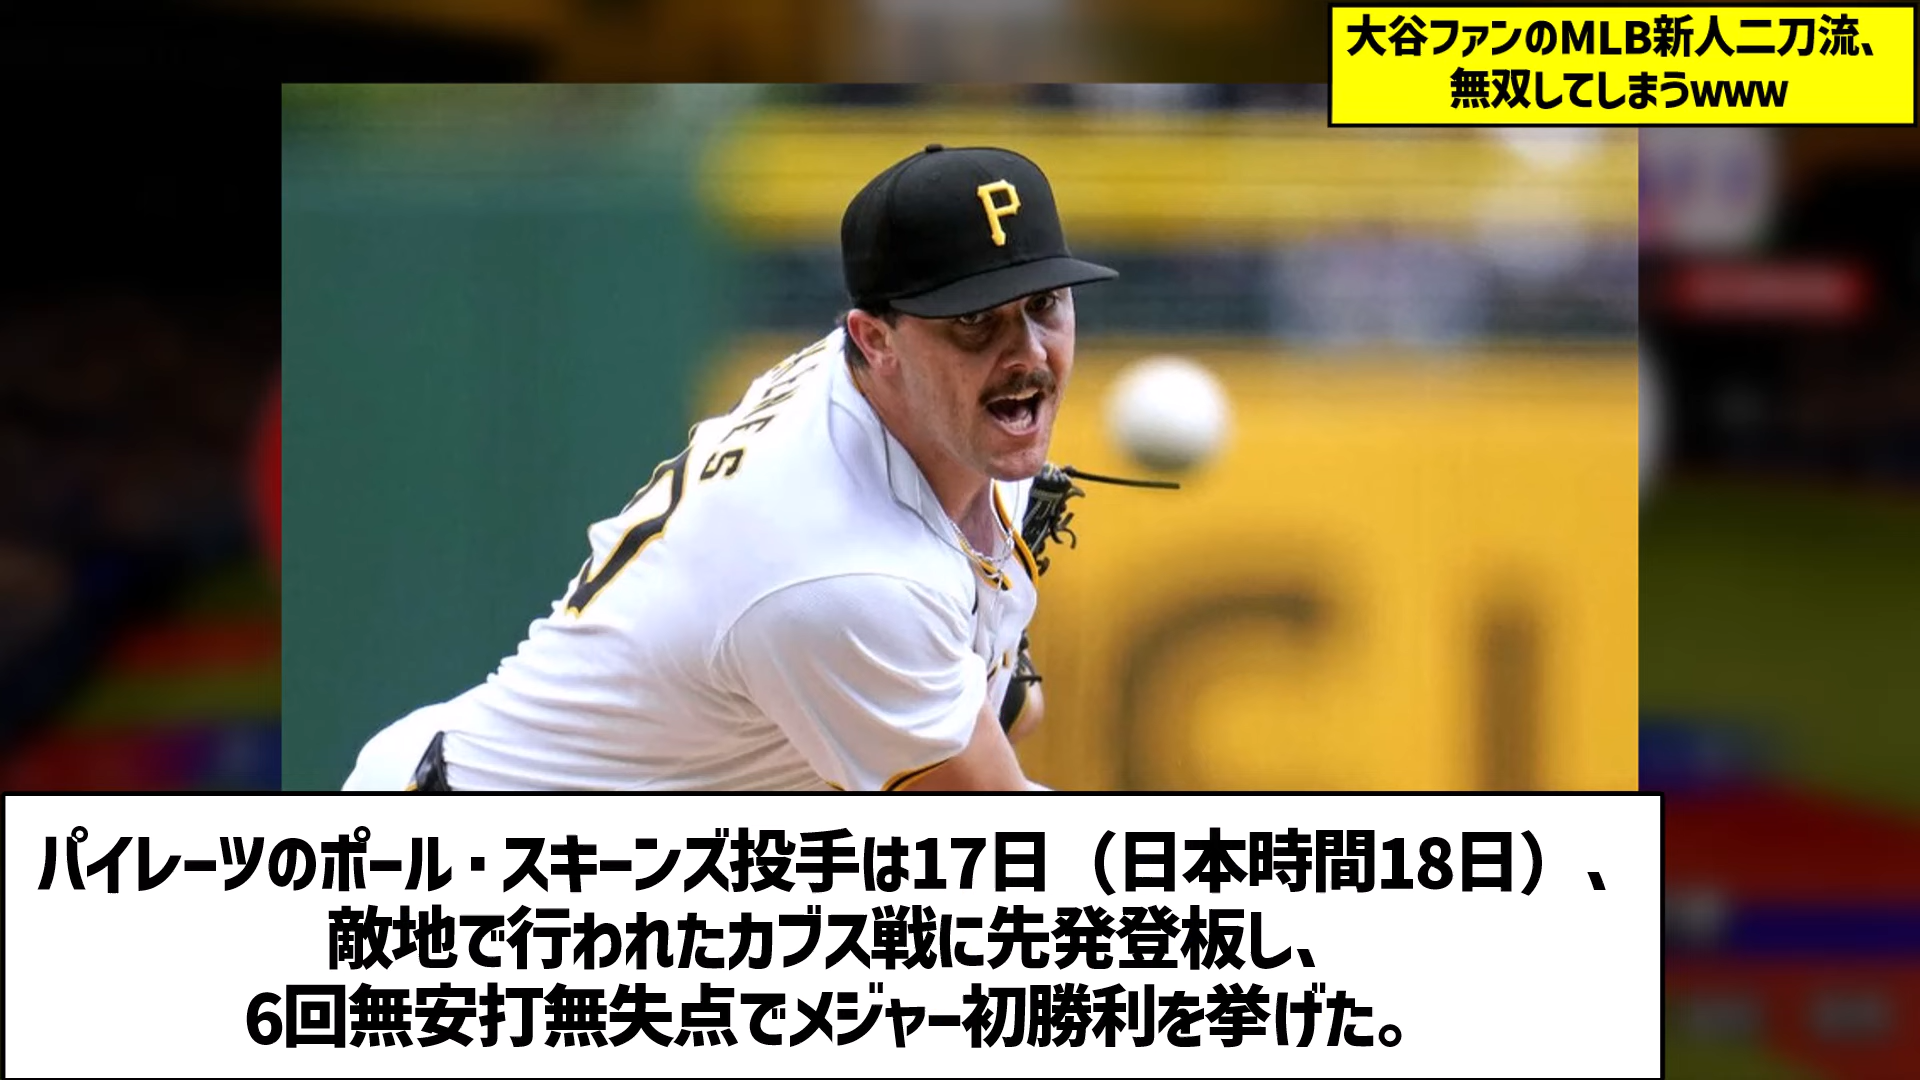 大谷ファンのMLB新人二刀流、
無双してしまうwww
P
パイレーツのポール・スキーンズ投手は17日（日本時間18日）、
敵地で行われたカブス戦に先発登板し、
6回無安打無失点でメジャー初勝利を挙げた。